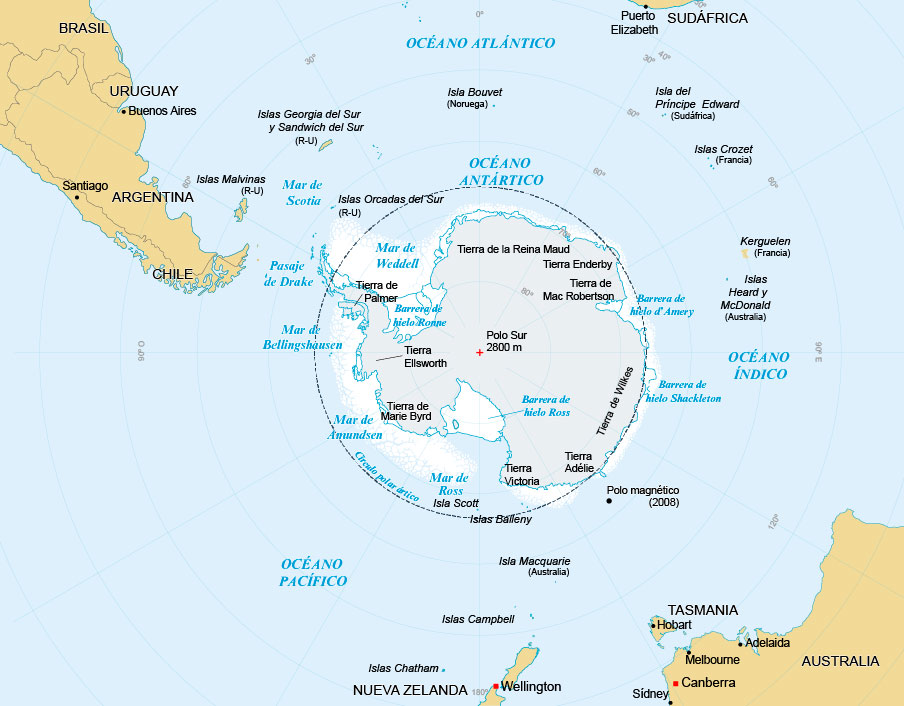 BRASIL
URUGUAY
Buenos Aires
Santiago
ARGENTINA
CHILE
OCÉANO ATLÁNTICO
0°
Puerto
Elizabeth
SUDÁFRICA
30°
30°
40°
50°
60°
60°
60°
Isla Bouvet
(Noruega)
Isla del
Príncipe Edward
(Sudáfrica)
Islas Crozet
(Francia)
Islas Georgia del Sur
y Sandwich del Sur
(R-U)
Islas Malvinas
(R-U)
Mar de
Scotia
Islas Orcadas del Sur
(R-U)
OCÉANO
ANTÁRTICO
Kerguelen
(Francia)
Islas
Heard y
McDonald
(Australia)
Pasaje
de Drake
Mar de
Weddell
Tierra de la Reina Maud
70°
Tierra Enderby
Tierra de
Mac Robertson
80°
Barrera de
hielo d'Amery
Tierra de
Palmer
Barrera de
hielo Ronne
Mar de
Bellingshausen
90° O
Polo Sur
2800 m
Tierra
Ellsworth
90° E
OCÉANO
ÍNDICO
Barrera de
hielo Shackleton
Tierra de Wilkes
Barrera de
hielo Ross
Tierra de
Marie Byrd
Mar de
Amundsen
Círculo polar ártico
Mar de
Ross
Isla Scott
Tierra
Victoria
Tierra
Adélie
Polo magnético
(2008)
Islas Balleny
120°
Isla Macquarie
(Australia)
OCÉANO
PACÍFICO
Islas Campbell
Islas Chatham
NUEVA ZELANDA
180°
Wellington
TASMANIA
Hobart
Melbourne
Adelaida
AUSTRALIA
Canberra
Sídney